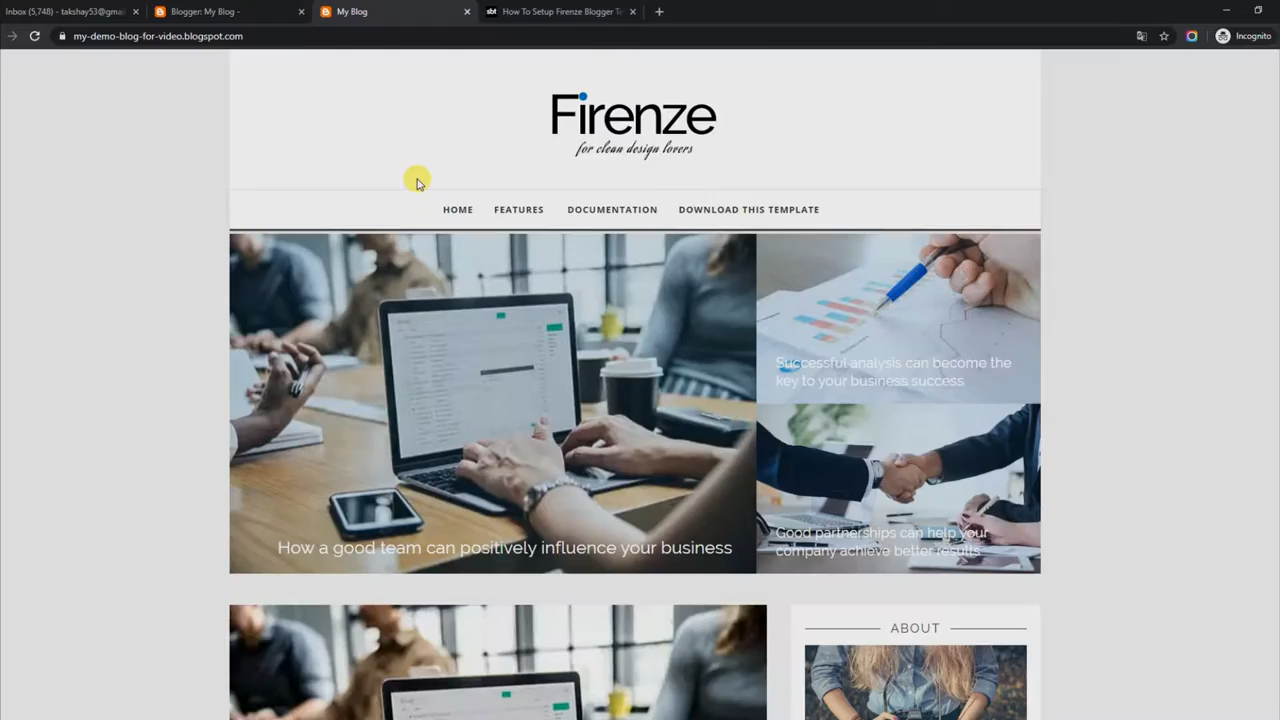 Inbox (5,748) - takshay53@gmai
Blogger: My Blog -
My Blog
How To Setup Firenze Blogger Te
my-demo-blog-for-video.blogspot.com
Incognito
Firenze
for clean design lovers
HOME FEATURES DOCUMENTATION DOWNLOAD THIS TEMPLATE
Successful analysis can become the
key to your business success
How a good team can positively influence your business
Good partnerships can help your
company achieve better results
ABOUT